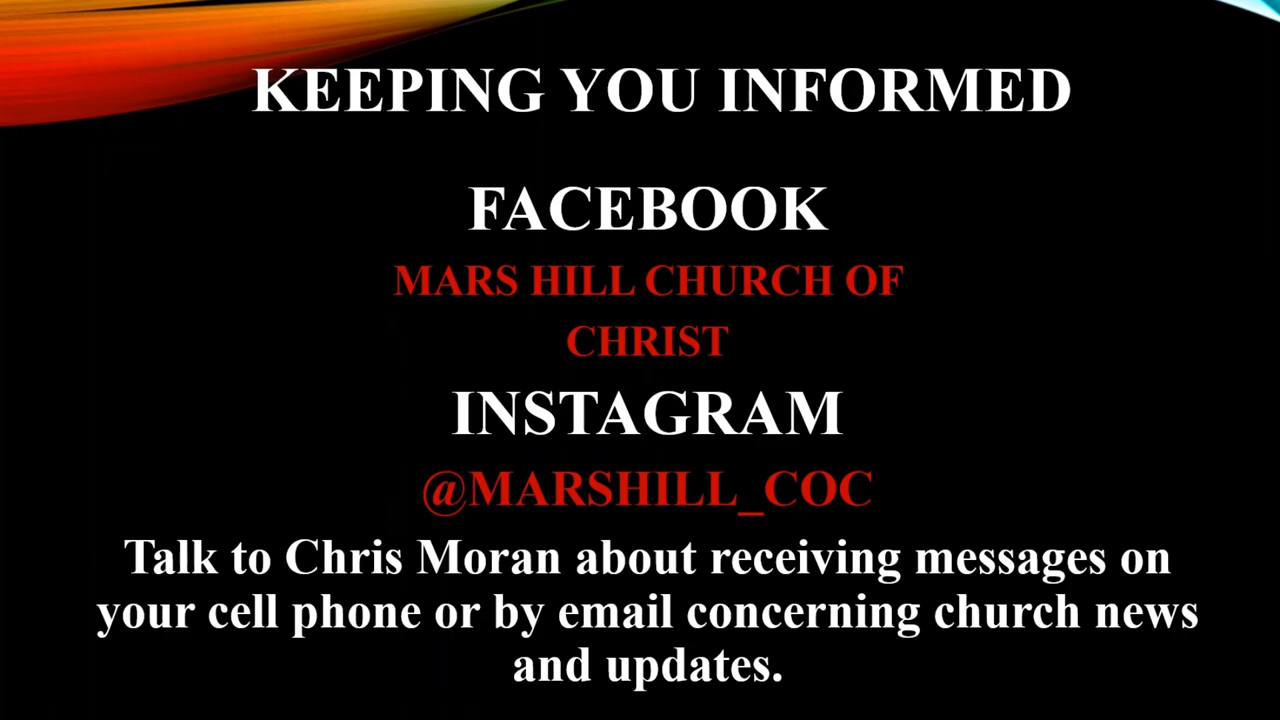 KEEPING YOU INFORMED
FACEBOOK
MARS HILL CHURCH OF
CHRIST
INSTAGRAM
@MARSHILL_COC
Talk to Chris Moran about receiving messages on
your cell phone or by email concerning church news
and updates.